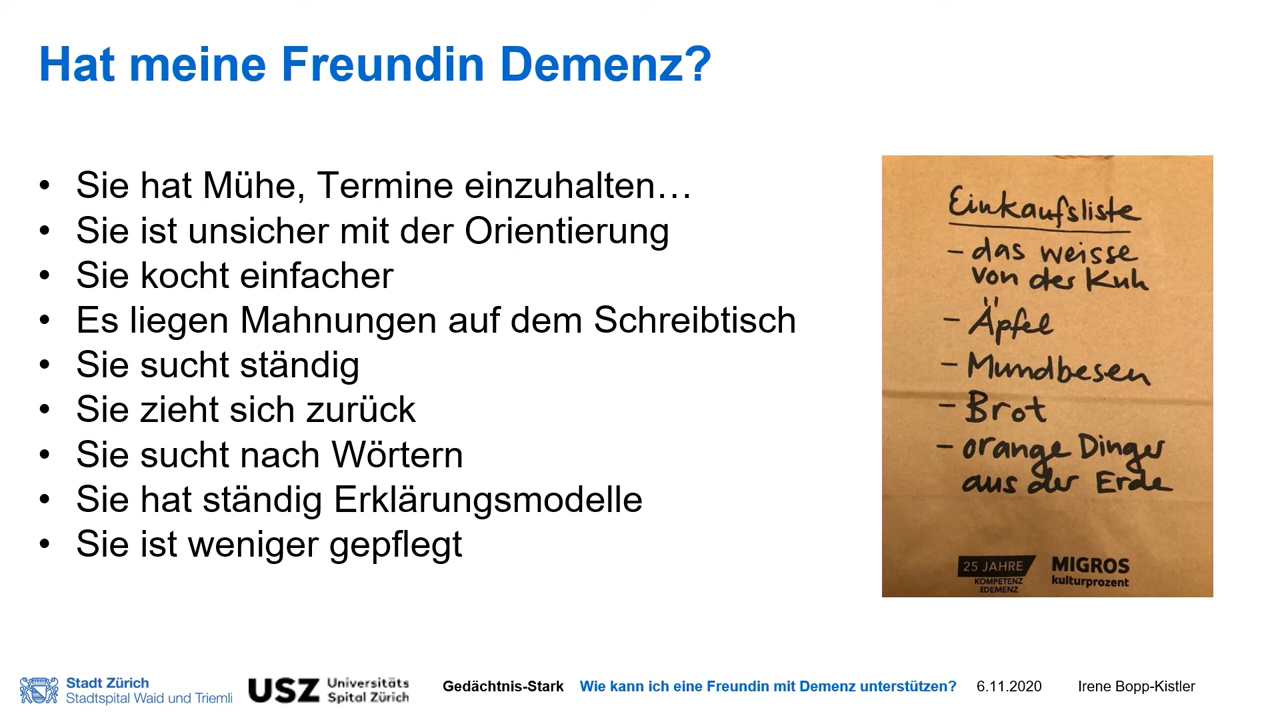 Hat meine Freundin Demenz?
• Sie hat Mühe, Termine einzuhalten…
• Sie ist unsicher mit der Orientierung
• Sie kocht einfacher
• Es liegen Mahnungen auf dem Schreibtisch
• Sie sucht ständig
• Sie zieht sich zurück
• Sie sucht nach Wörtern
• Sie hat ständig Erklärungsmodelle
• Sie ist weniger gepflegt
Einkaufsliste
- das weisse
von der Kuh
- Äpfel
- Mundbesen
- Brot
- orange Dinger
aus der Erde
25 JAHRE
KOMPETENZ
DEMENZ
MIGROS
kulturprozent
Stadt Zürich
Stadtspital Waid und Triemli
USZ Universitäts
Spital Zürich
Gedächtnis-Stark Wie kann ich eine Freundin mit Demenz unterstützen? 6.11.2020 Irene Bopp-Kistler